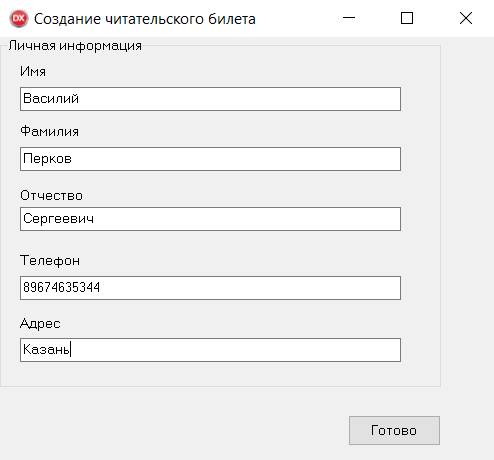 DX Создание читательского билета
Личная информация
Имя
Василий
Фамилия
Перков
Отчество
Сергеевич
Телефон
89674635344
Адрес
Казань
Готово